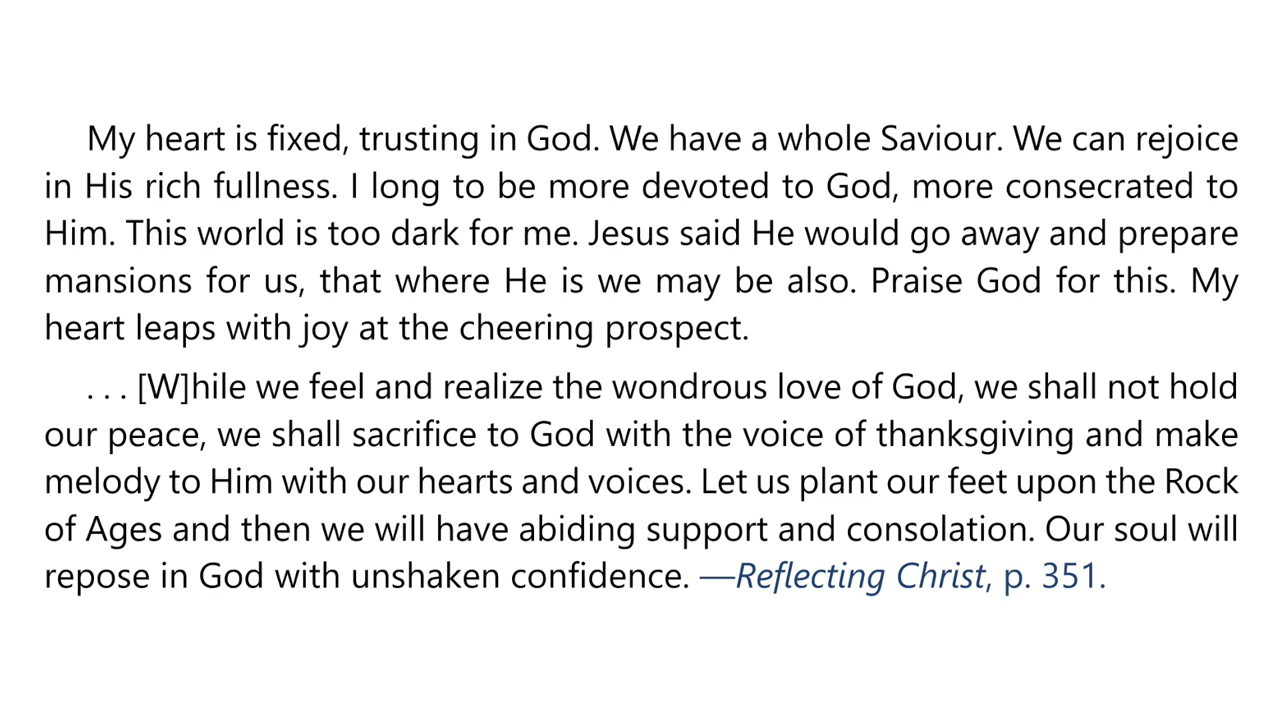 My heart is fixed, trusting in God. We have a whole Saviour. We can rejoice
in His rich fullness. I long to be more devoted to God, more consecrated to
Him. This world is too dark for me. Jesus said He would go away and prepare
mansions for us, that where He is we may be also. Praise God for this. My
heart leaps with joy at the cheering prospect.
. . . [W]hile we feel and realize the wondrous love of God, we shall not hold
our peace, we shall sacrifice to God with the voice of thanksgiving and make
melody to Him with our hearts and voices. Let us plant our feet upon the Rock
of Ages and then we will have abiding support and consolation. Our soul will
repose in God with unshaken confidence. —Reflecting Christ, p. 351.